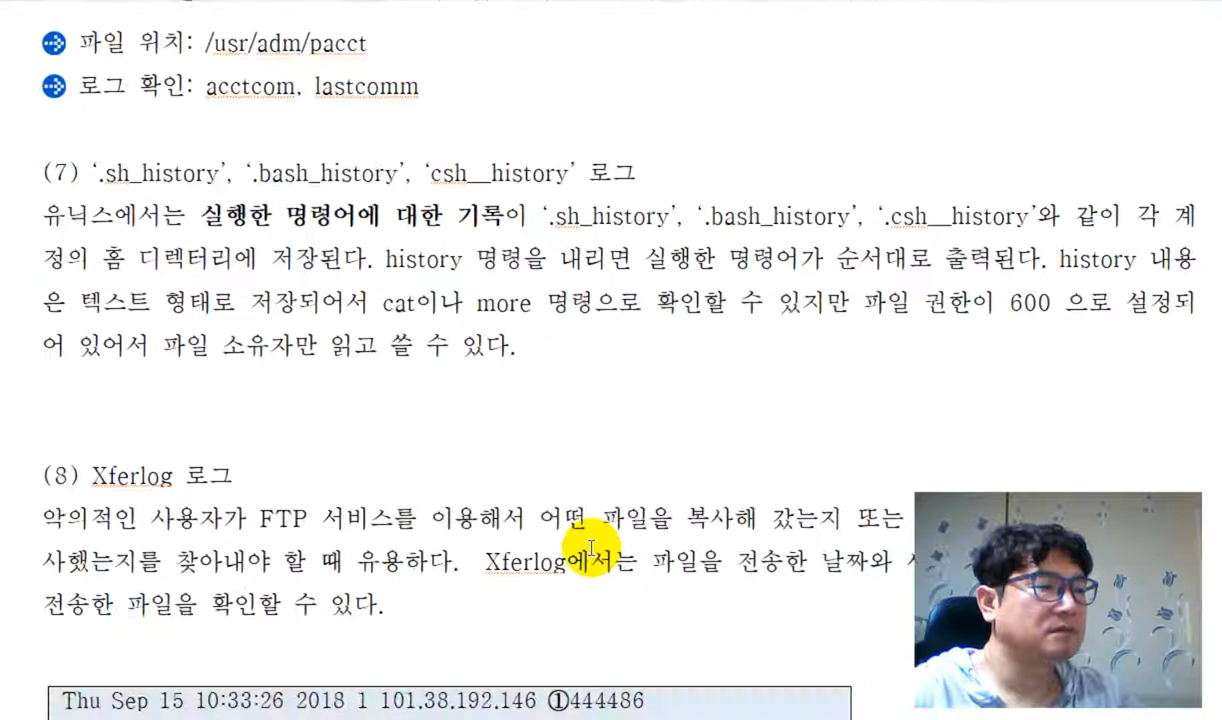 파일 위치: /usr/adm/pacct
로그 확인: acctcom, lastcomm
(7) ‘.sh_history’, ‘.bash_history’, ‘csh__history’ 로그
유닉스에서는 실행한 명령어에 대한 기록이 ‘.sh_history’, ‘.bash_history’, ‘.csh__history’와 같이 각 계
정의 홈 디렉터리에 저장된다. history 명령을 내리면 실행한 명령어가 순서대로 출력된다. history 내용
은 텍스트 형태로 저장되어서 cat이나 more 명령으로 확인할 수 있지만 파일 권한이 600 으로 설정되
어 있어서 파일 소유자만 읽고 쓸 수 있다.
(8) Xferlog 로그
악의적인 사용자가 FTP 서비스를 이용해서 어떤 파일을 복사해 갔는지 또는
사했는지를 찾아내야 할 때 유용하다. Xferlog에서는 파일을 전송한 날짜와
전송한 파일을 확인할 수 있다.
Thu Sep 15 10:33:26 2018 1 101.38.192.146 ①444486